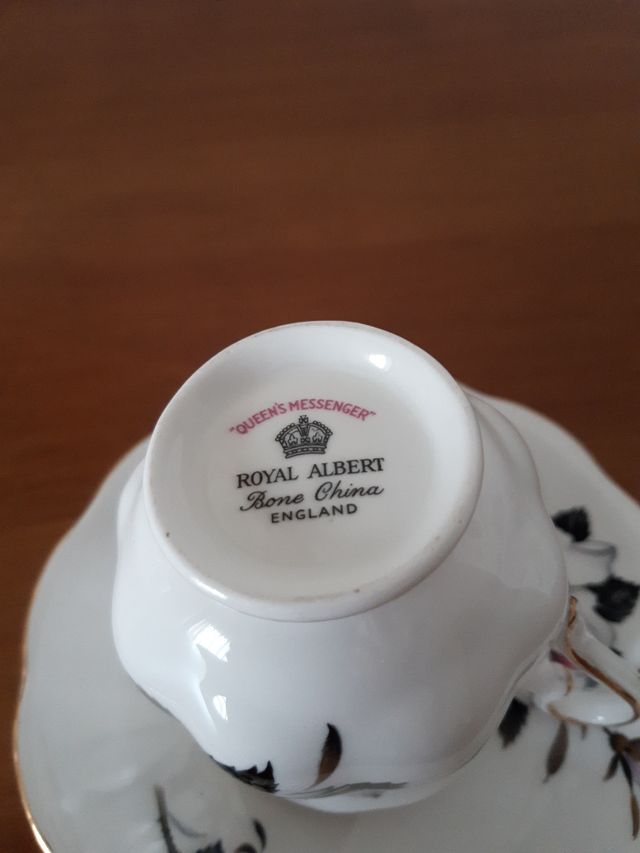 "QUEEN'S MESSENGER"
ROYAL ALBERT
Bone China
ENGLAND